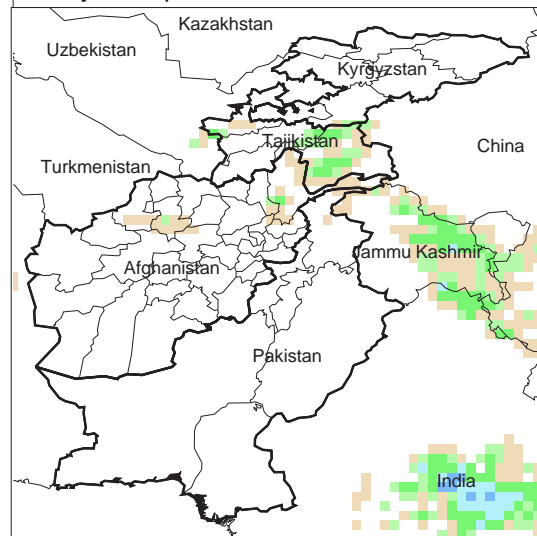 Kazakhstan
Uzbekistan
Kyrgyzstan
Tajikistan
China
Turkmenistan
Jammu Kashmir
Afghanistan
Pakistan
India